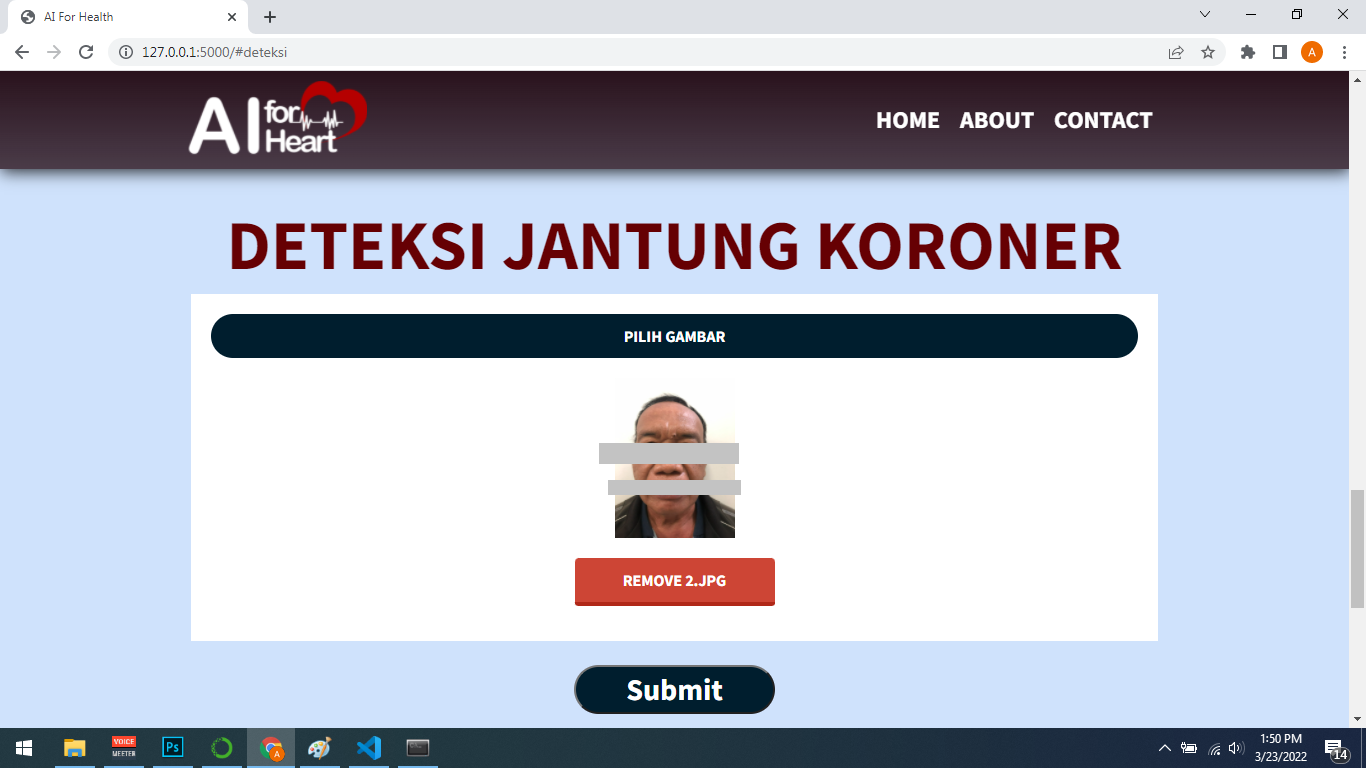 AI For Health
127.0.0.1:5000/#deteksi
A
AI for Heart
HOME ABOUT CONTACT
DETEKSI JANTUNG KORONER
PILIH GAMBAR
REMOVE 2.JPG
Submit
VOICE
MEETER
Ps
A
1:50 PM
3/23/2022
14